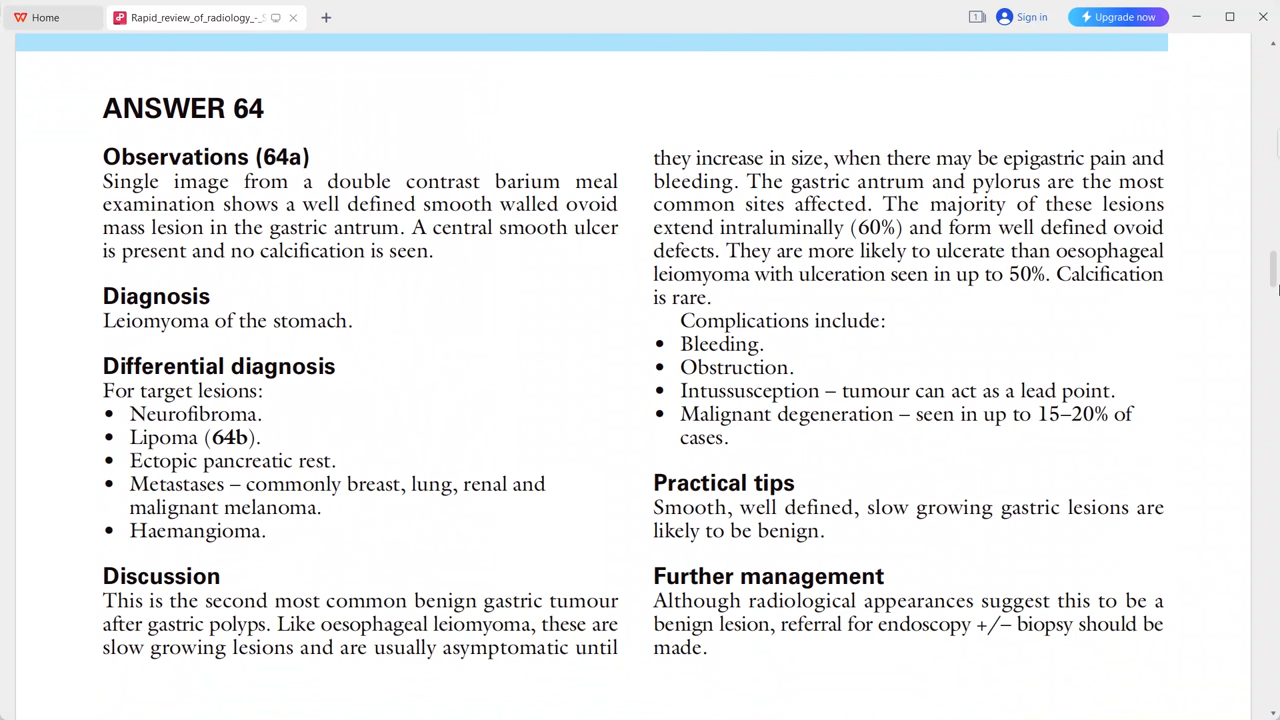 Home
Rapid_review_of_radiology_-_S
1
Sign in
Upgrade now
ANSWER 64
Observations (64a)
Single image from a double contrast barium meal
examination shows a well defined smooth walled ovoid
mass lesion in the gastric antrum. A central smooth ulcer
is present and no calcification is seen.
Diagnosis
Leiomyoma of the stomach.
Differential diagnosis
For target lesions:
• Neurofibroma.
• Lipoma (64b).
• Ectopic pancreatic rest.
• Metastases – commonly breast, lung, renal and
malignant melanoma.
• Haemangioma.
Discussion
This is the second most common benign gastric tumour
after gastric polyps. Like oesophageal leiomyoma, these are
slow growing lesions and are usually asymptomatic until
they increase in size, when there may be epigastric pain and
bleeding. The gastric antrum and pylorus are the most
common sites affected. The majority of these lesions
extend intraluminally (60%) and form well defined ovoid
defects. They are more likely to ulcerate than oesophageal
leiomyoma with ulceration seen in up to 50%. Calcification
is rare.
Complications include:
• Bleeding.
• Obstruction.
• Intussusception – tumour can act as a lead point.
• Malignant degeneration – seen in up to 15–20% of
cases.
Practical tips
Smooth, well defined, slow growing gastric lesions are
likely to be benign.
Further management
Although radiological appearances suggest this to be a
benign lesion, referral for endoscopy +/– biopsy should be
made.